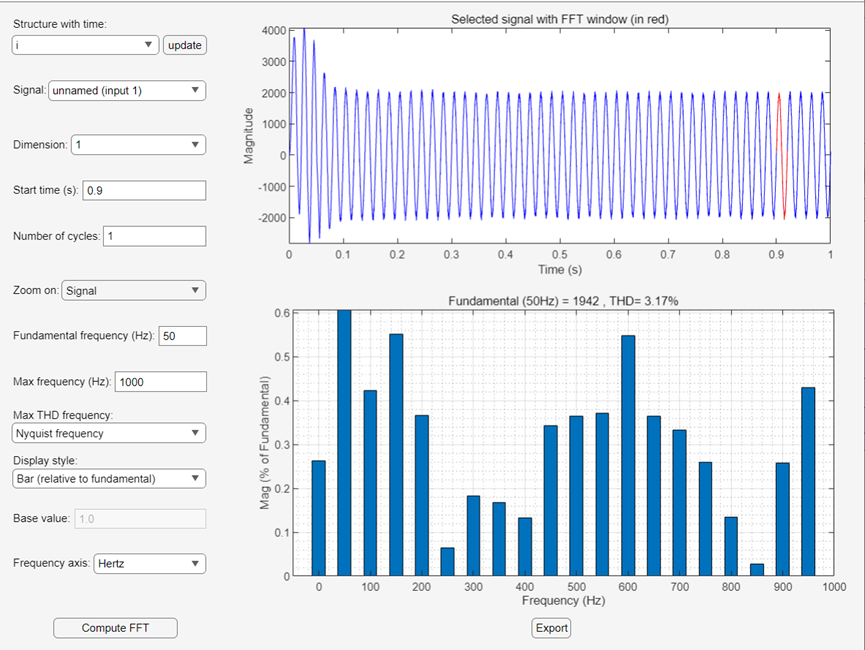 Structure with time:
i
update
Signal: unnamed (input 1)
Dimension: 1
Start time (s): 0.9
Number of cycles: 1
Zoom on: Signal
Fundamental frequency (Hz): 50
Max frequency (Hz): 1000
Max THD frequency:
Nyquist frequency
Display style:
Bar (relative to fundamental)
Base value: 1.0
Frequency axis: Hertz
Compute FFT
Selected signal with FFT window (in red)
4000
3000
2000
1000
0
-1000
-2000
Magnitude
0 0.1 0.2 0.3 0.4 0.5 0.6 0.7 0.8 0.9 1
Time (s)
Fundamental (50Hz) = 1942 , THD= 3.17%
0.6
0.5
0.4
0.3
0.2
0.1
0
Mag (% of Fundamental)
0 100 200 300 400 500 600 700 800 900 1000
Frequency (Hz)
Export